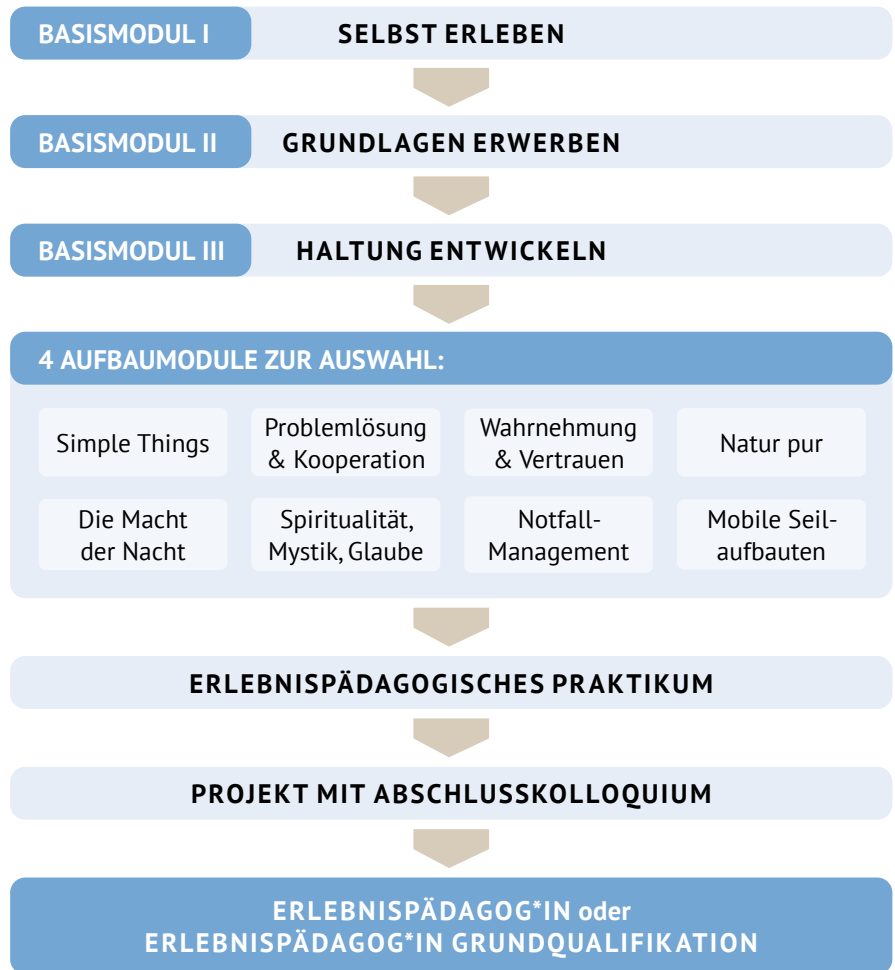 BASISMODUL I SELBST ERLEBEN
BASISMODUL II GRUNDLAGEN ERWERBEN
BASISMODUL III HALTUNG ENTWICKELN
4 AUFBAUMODULE ZUR AUSWAHL:
Simple Things
Problemlösung
& Kooperation
Wahrnehmung
& Vertrauen
Natur pur
Die Macht
der Nacht
Spiritualität,
Mystik, Glaube
Notfall-
Management
Mobile Seil-
aufbauten
ERLEBNISPÄDAGOGISCHES PRAKTIKUM
PROJEKT MIT ABSCHLUSSKOLLOQUIUM
ERLEBNISPÄDAGOG*IN oder
ERLEBNISPÄDAGOG*IN GRUNDQUALIFIKATION